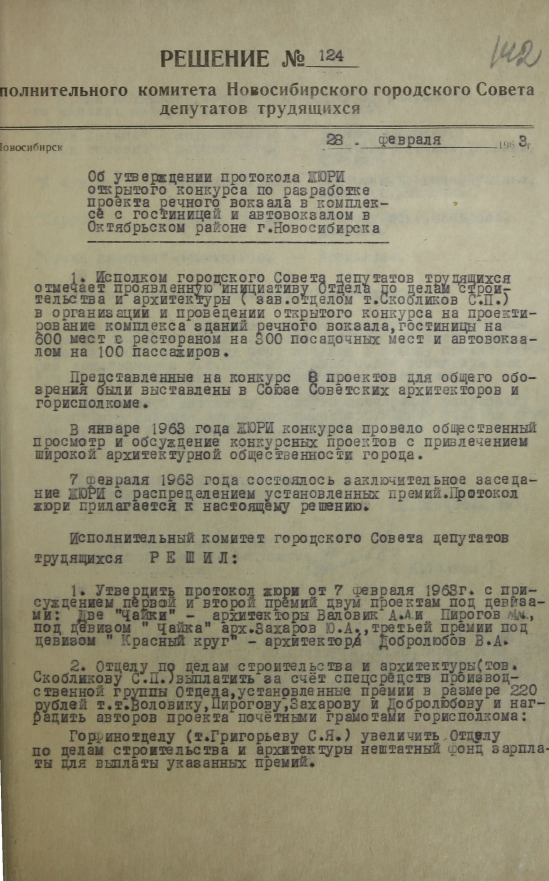 РЕШЕНИЕ № 124
142
полнительного комитета Новосибирского городского Совета
депутатов трудящихся
Новосибирск
28 . февраля 1963 г.
Об утверждении протокола ЖЮРИ
открытого конкурса по разработке
проекта речного вокзала в комплек-
се с гостиницей и автовокзалом в
Октябрьском районе г.Новосибирска
1. Исполком городского Совета депутатов трудящихся
отмечает проявленную инициативу Отдела по делам строи-
тельства и архитектуры ( зав.отделом т.Скобликов С.П.)
в организации и проведении открытого конкурса на проекти-
рование комплекса зданий речного вокзала,гостиницы на
600 мест с рестораном на 300 посадочных мест и автовокза-
лом на 100 пассажиров.
Представленные на конкурс 8 проектов для общего обо-
зрения были выставлены в Союзе Советских архитекторов и
горисполкоме.
В январе 1963 года ЖЮРИ конкурса провело общественный
просмотр и обсуждение конкурсных проектов с привлечением
широкой архитектурной общественности города.
7 февраля 1963 года состоялось заключительное заседа-
ние ЖЮРИ с распределением установленных премий.Протокол
жюри прилагается к настоящему решению.
Исполнительный комитет городского Совета депутатов
трудящихся Р Е Ш И Л :
1. Утвердить протокол жюри от 7 февраля 1963г. с при-
суждением первой и второй премий двум проектам под девиза-
ми: Две "Чайки" - архитекторы Валовик А.А и Пирогов
под девизом " Чайка" арх.Захаров Ю.А.,третьей премии под
девизом " Красный круг" - архитектора Добролюбов В.А.
2. Отделу по делам строительства и архитектуры(тов.
Скобликову С.П.)выплатить за счёт спецсредств производ-
ственной группы Отдела,установленные премии в размере 220
рублей т.т.Воловику,Пирогову,Захарову и Добролюбову и наг-
радить авторов проекта почётными грамотами горисполкома:
Горфинотделу (т.Григорьеву С.Я.) увеличить Отделу
по делам строительства и архитектуры нештатный фонд зарпла-
ты для выплаты указанных премий.